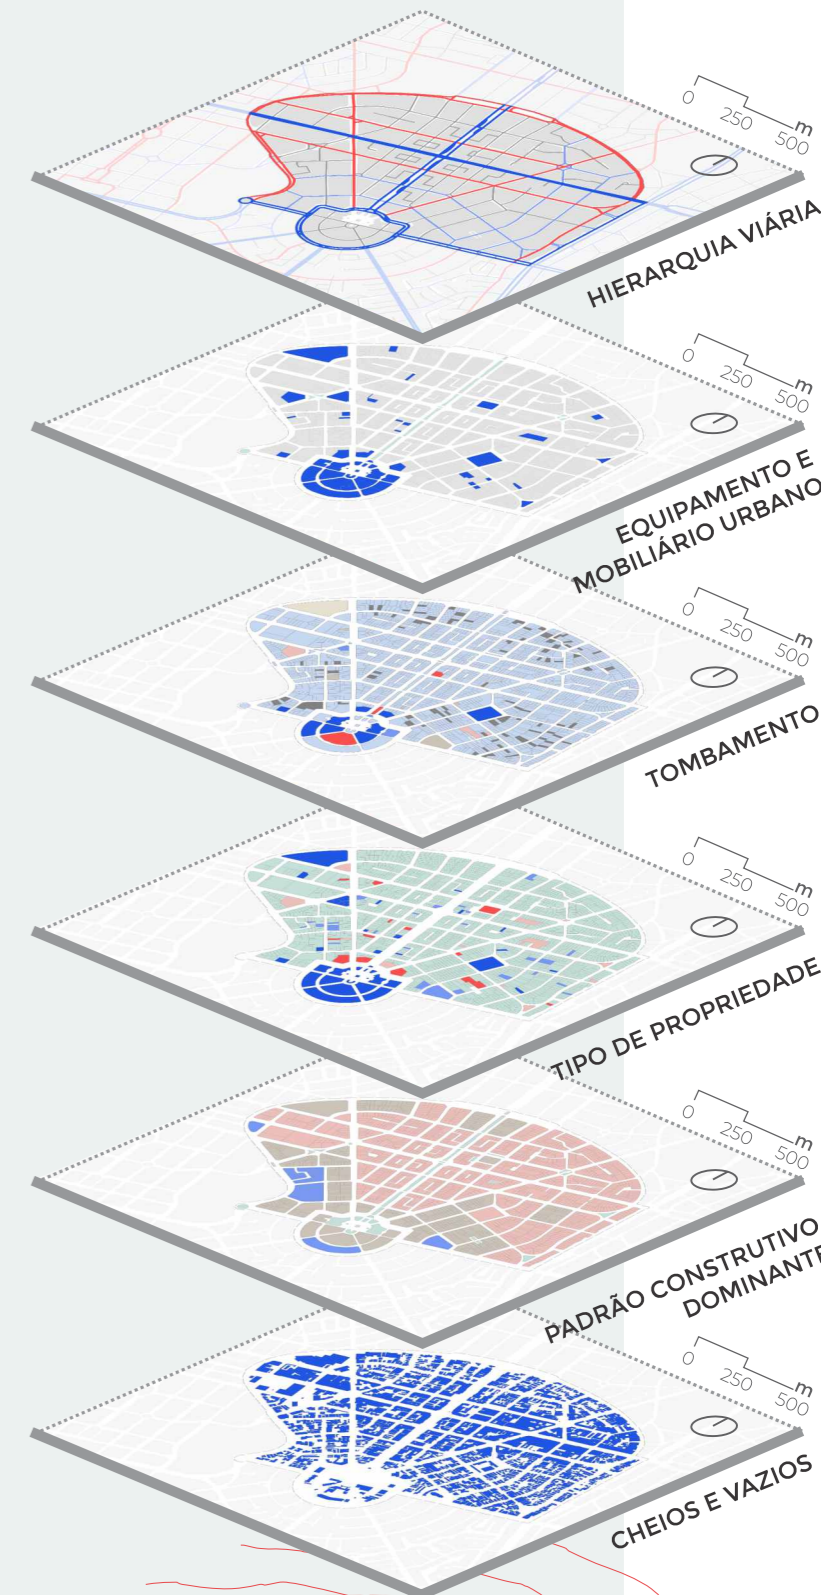 0
250
500
m
HIERARQUIA VIÁRIA
0
250
500
m
EQUIPAMENTO E
MOBILIÁRIO URBANO
0
250
500
m
TOMBAMENTO
0
250
500
m
TIPO DE PROPRIEDADE
0
250
500
m
PADRÃO CONSTRUTIVO
DOMINANTE
0
250
500
m
CHEIOS E VAZIOS